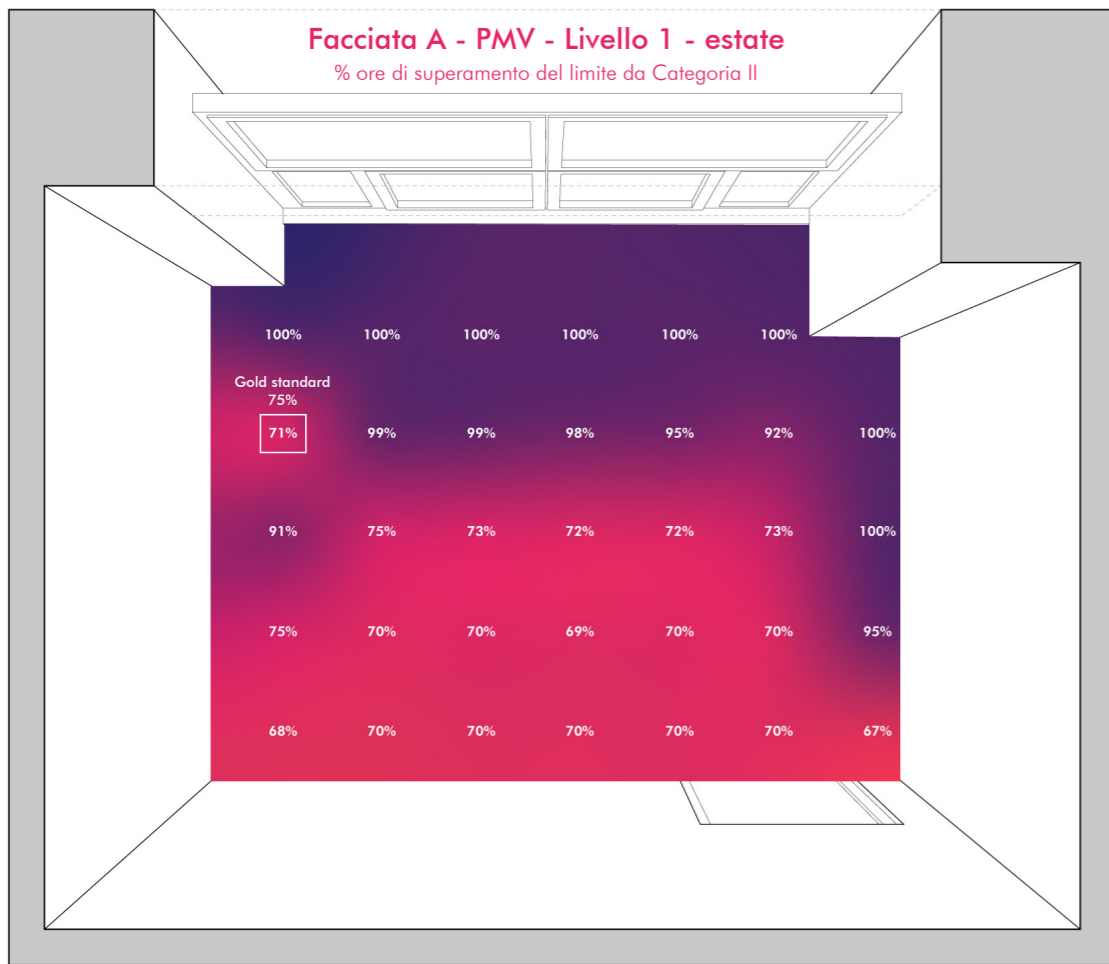 Facciata A - PMV - Livello 1 - estate
% ore di superamento del limite da Categoria II
100% 100% 100% 100% 100% 100%
Gold standard
75%
71% 99% 99% 98% 95% 92% 100%
91% 75% 73% 72% 72% 73% 100%
75% 70% 70% 69% 70% 70% 95%
68% 70% 70% 70% 70% 70% 67%